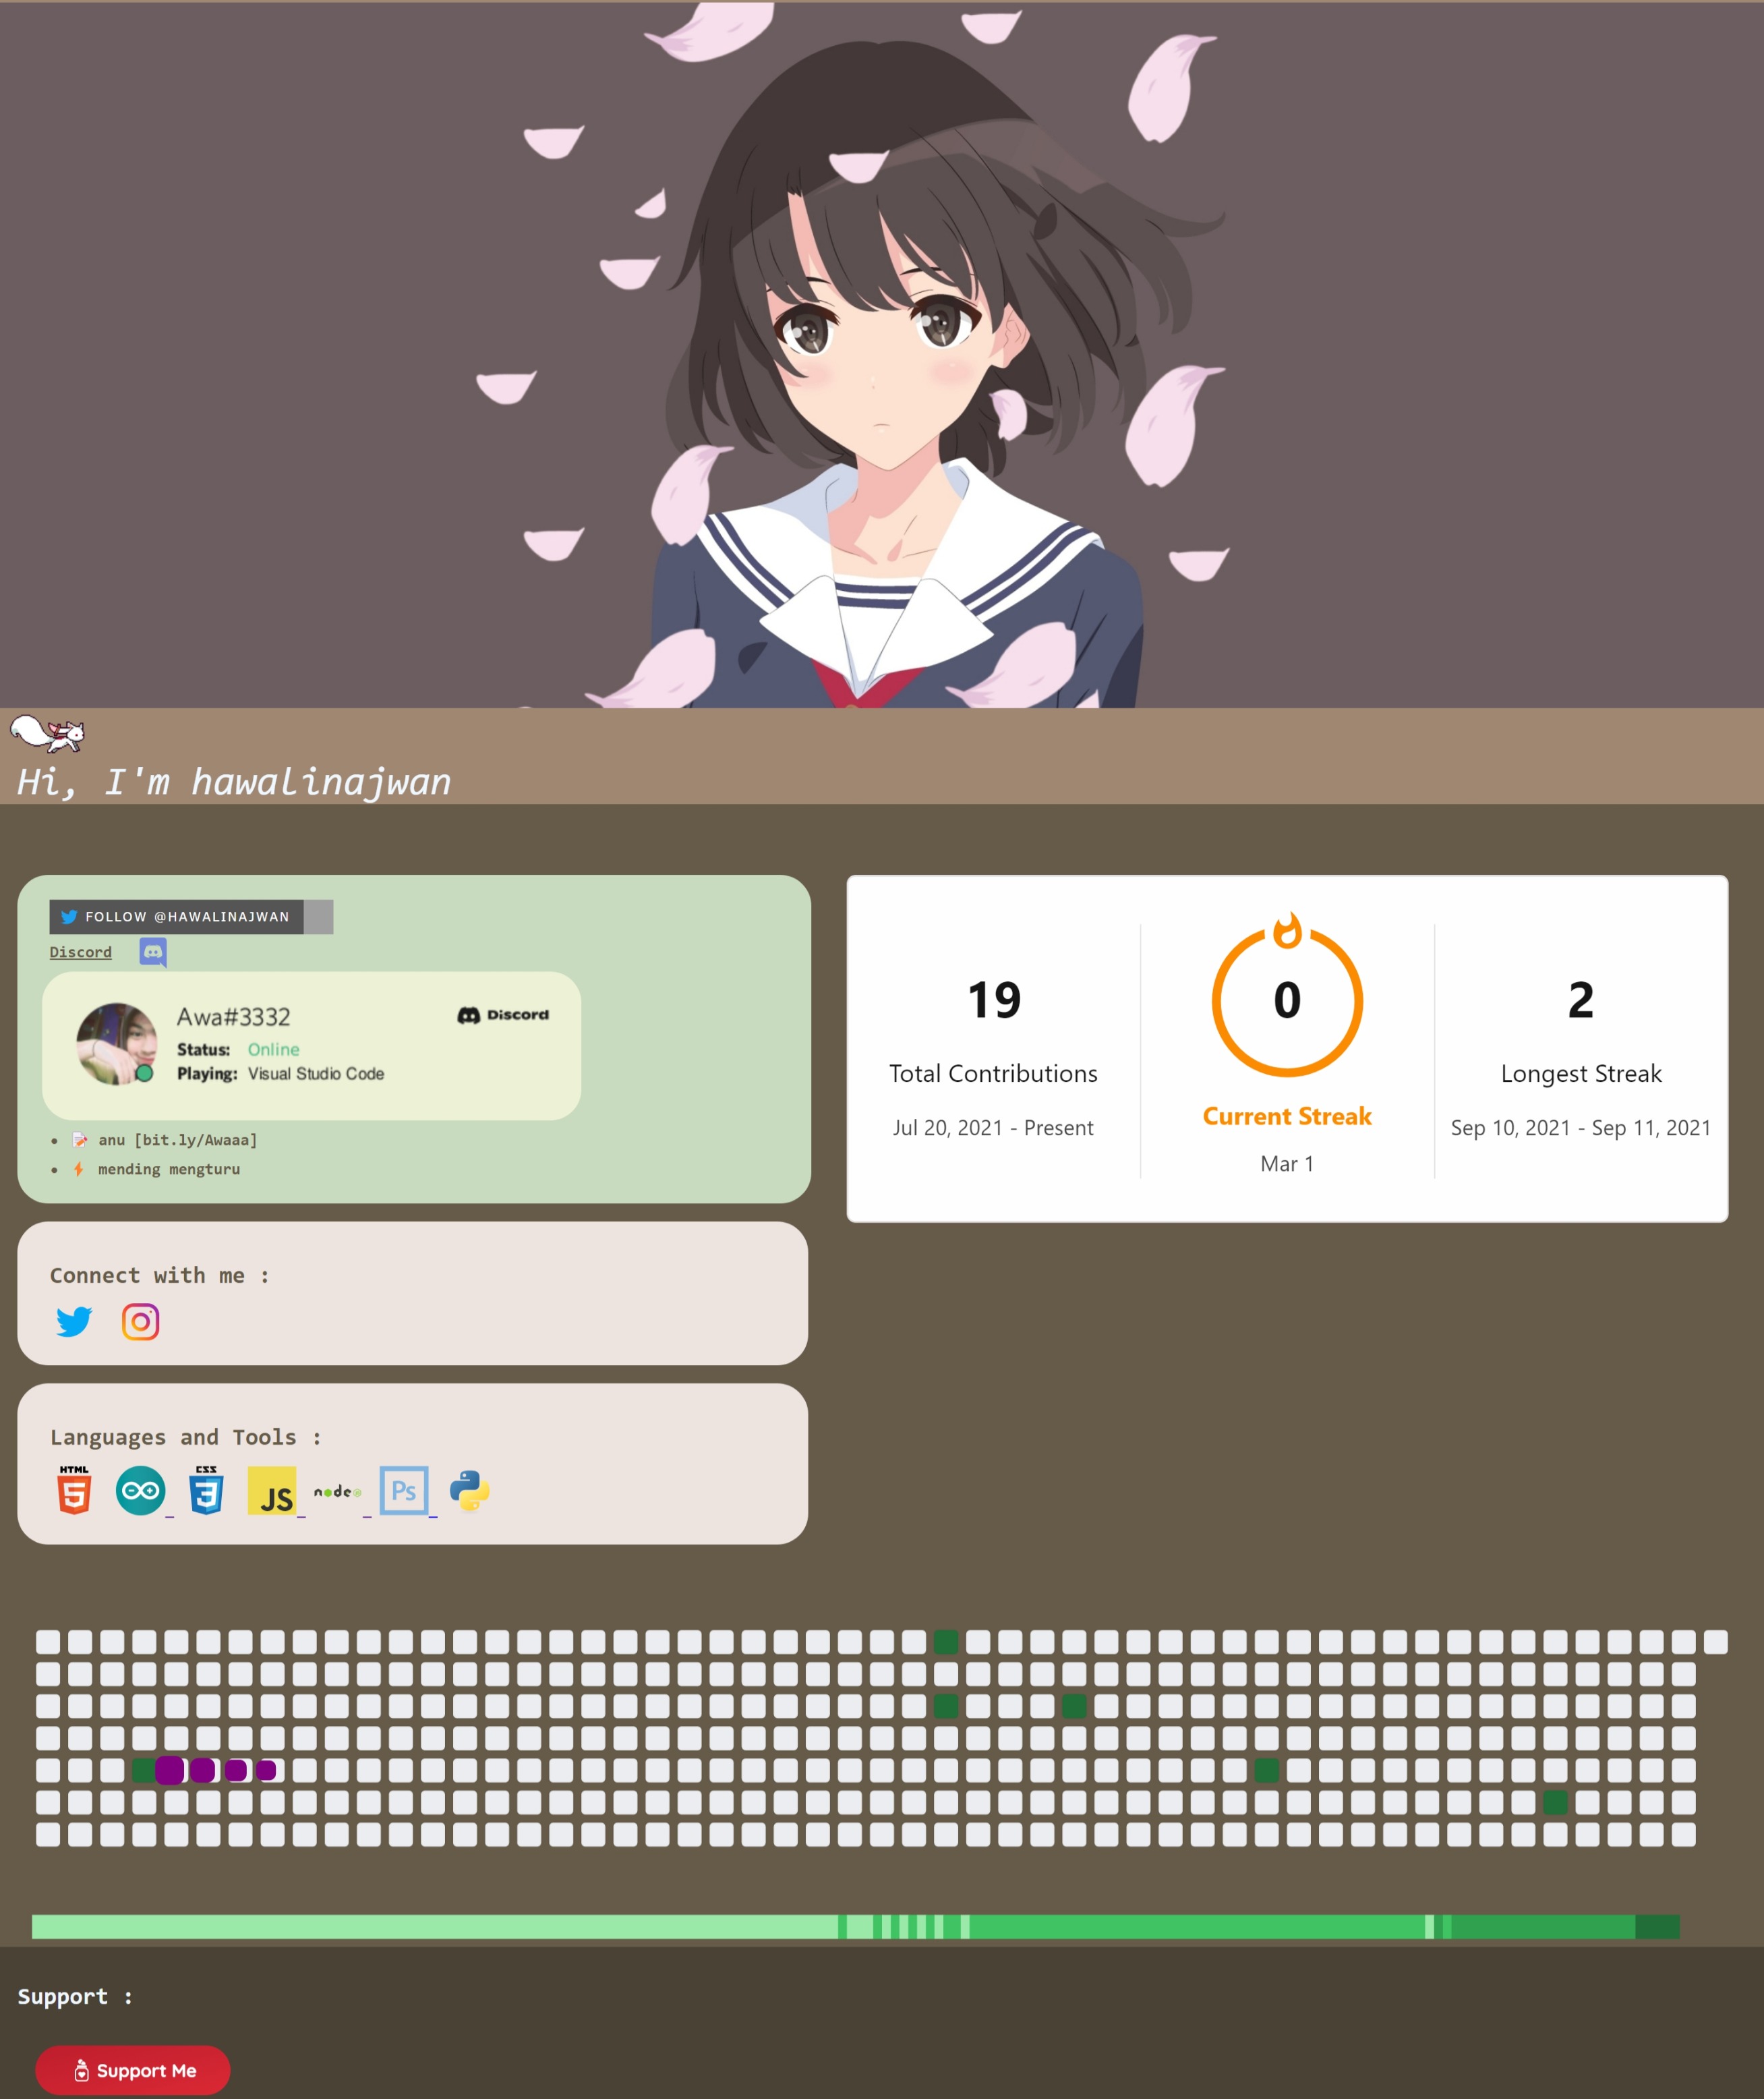 Hi, I'm hawalinajwan
FOLLOW @HAWALINAJWAN
Discord
Awa#3332
Discord
Status: Online
Playing: Visual Studio Code
• 📝 anu [bit.ly/Awaaa]
• ⚡ mending mengturu
19
Total Contributions
Jul 20, 2021 - Present
0
Current Streak
Mar 1
2
Longest Streak
Sep 10, 2021 - Sep 11, 2021
Connect with me :
Languages and Tools :
HTML
5
CSS
3
JS
node
Ps
Support :
Support Me